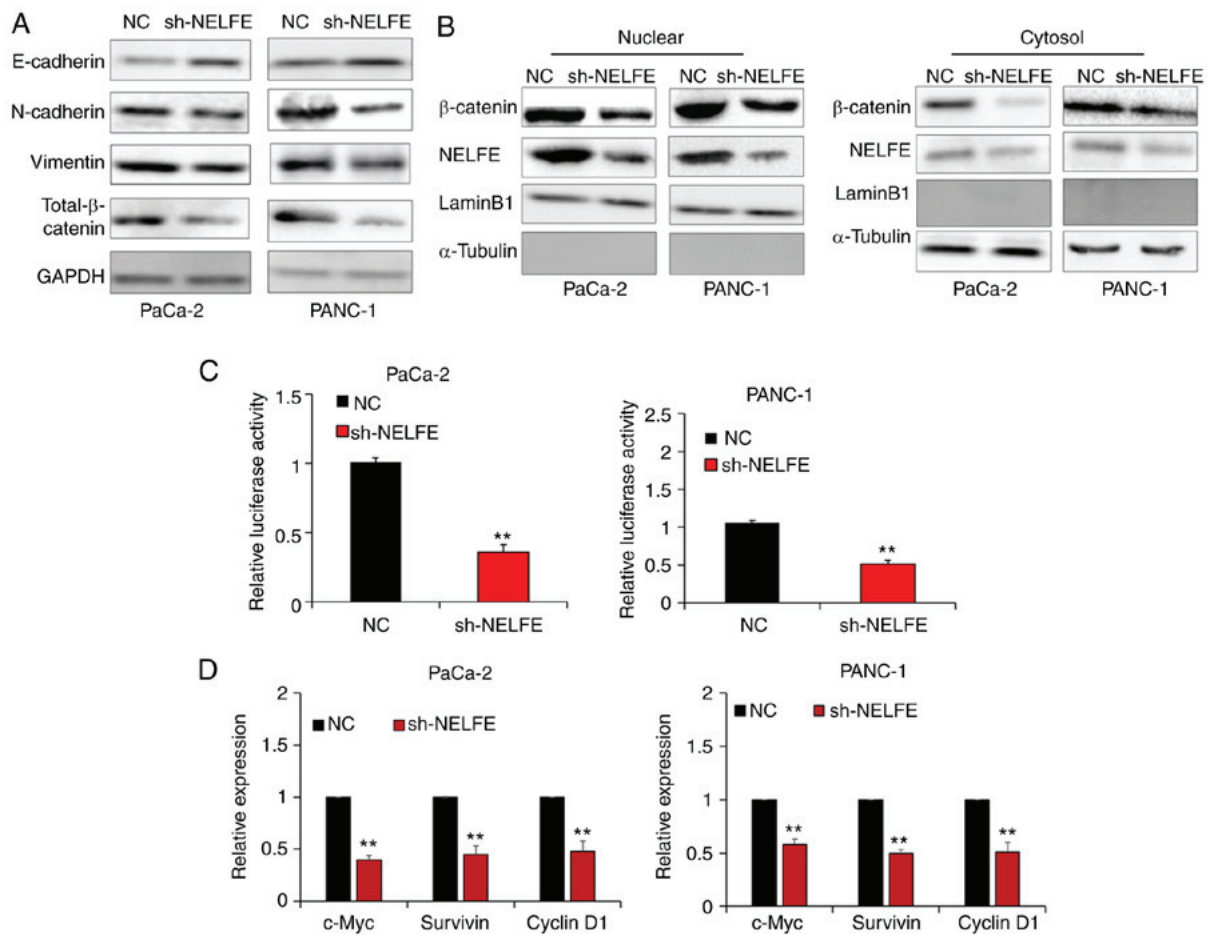 A
NC sh-NELFE NC sh-NELFE
E-cadherin
N-cadherin
Vimentin
Total-β-
catenin
GAPDH
PaCa-2 PANC-1
B
Nuclear
NC sh-NELFE NC sh-NELFE
β-catenin
NELFE
LaminB1
α-Tubulin
PaCa-2 PANC-1
Cytosol
NC sh-NELFE NC sh-NELFE
β-catenin
NELFE
LaminB1
α-Tubulin
PaCa-2 PANC-1
C
PaCa-2
Relative luciferase activity
1.5
1
0.5
0
NC
sh-NELFE
**
NC sh-NELFE
PANC-1
Relative luciferase activity
2.5
2
1.5
1
0.5
0
NC
sh-NELFE
**
NC sh-NELFE
D
PaCa-2
Relative expression
2
1.5
1
0.5
0
NC sh-NELFE
** ** **
c-Myc Survivin Cyclin D1
PANC-1
Relative expression
2
1.5
1
0.5
0
NC sh-NELFE
** ** **
c-Myc Survivin Cyclin D1